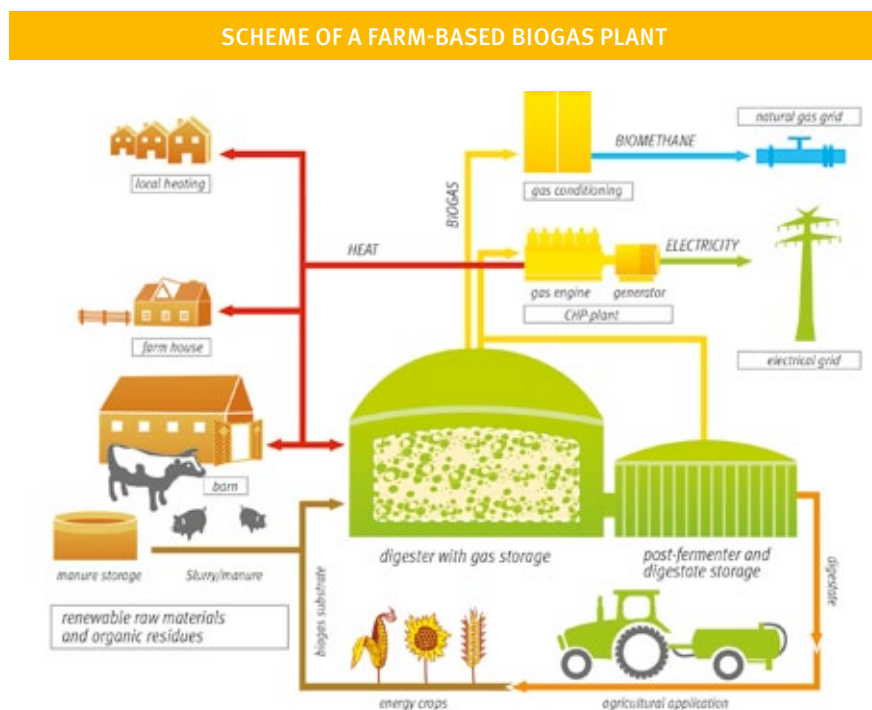 SCHEME OF A FARM-BASED BIOGAS PLANT
natural gas grid
BIOMETHANE
local heating
gas conditioning
BIOGAS
HEAT
ELECTRICITY
gas engine
generator
CHP-plant
farm house
electrical grid
barn
digester with gas storage
post-fermenter and
digestate storage
manure storage
Slurry/manure
digestate
biogas substrate
renewable raw materials
and organic residues
energy crops
agricultural application